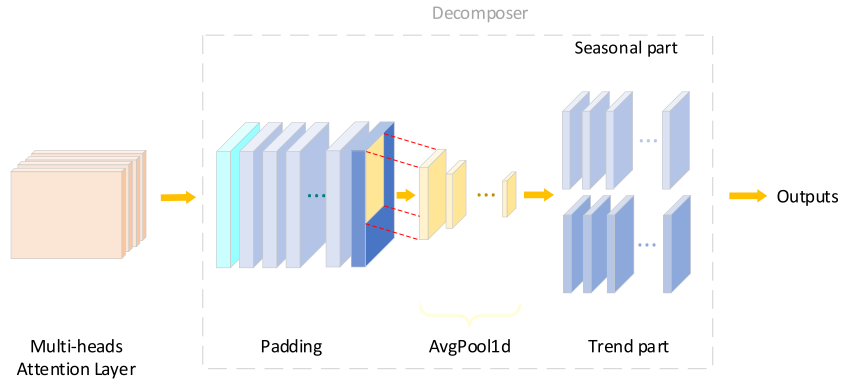 Decomposer
Seasonal part
Outputs
Multi-heads
Attention Layer
Padding
AvgPool1d
Trend part